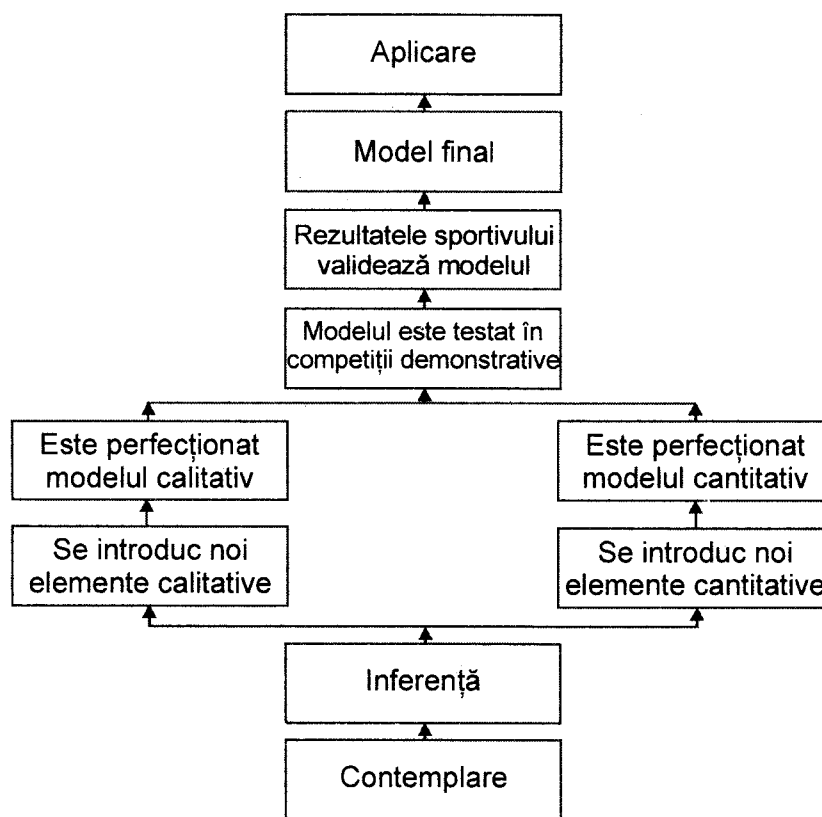 Aplicare
Model final
Rezultatele sportivului
validează modelul
Modelul este testat în
competiții demonstrative
Este perfecționat
modelul calitativ
Este perfecționat
modelul cantitativ
Se introduc noi
elemente calitative
Se introduc noi
elemente cantitative
Inferență
Contemplare